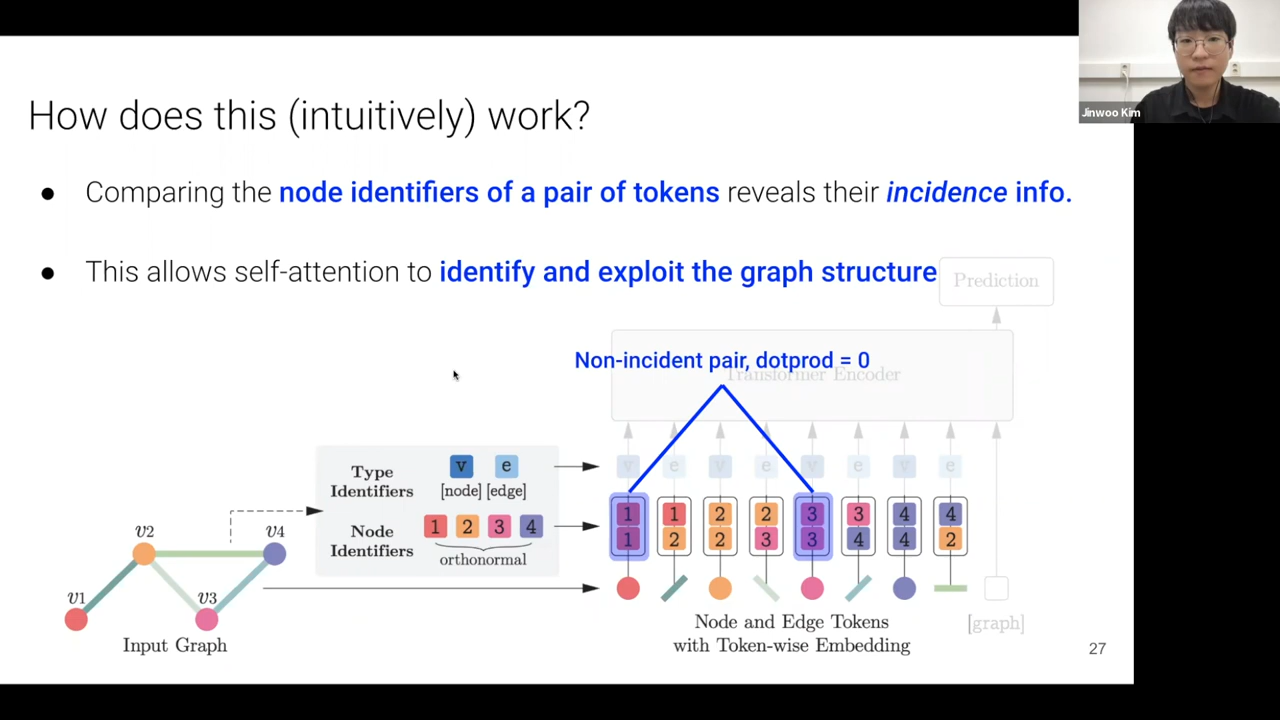 Jinwoo Kim
How does this (intuitively) work?
● Comparing the node identifiers of a pair of tokens reveals their incidence info.
● This allows self-attention to identify and exploit the graph structure
Prediction
Non-incident pair, dotprod = 0
Transformer Encoder
v e v e v e v e
Type Identifiers
v e
[node] [edge]
Node Identifiers
1 2 3 4
orthonormal
1 1 2 2 3 3 4 4
1 2 2 3 3 4 4 2
v2
v4
v1
v3
Input Graph
Node and Edge Tokens
with Token-wise Embedding
[graph]
27